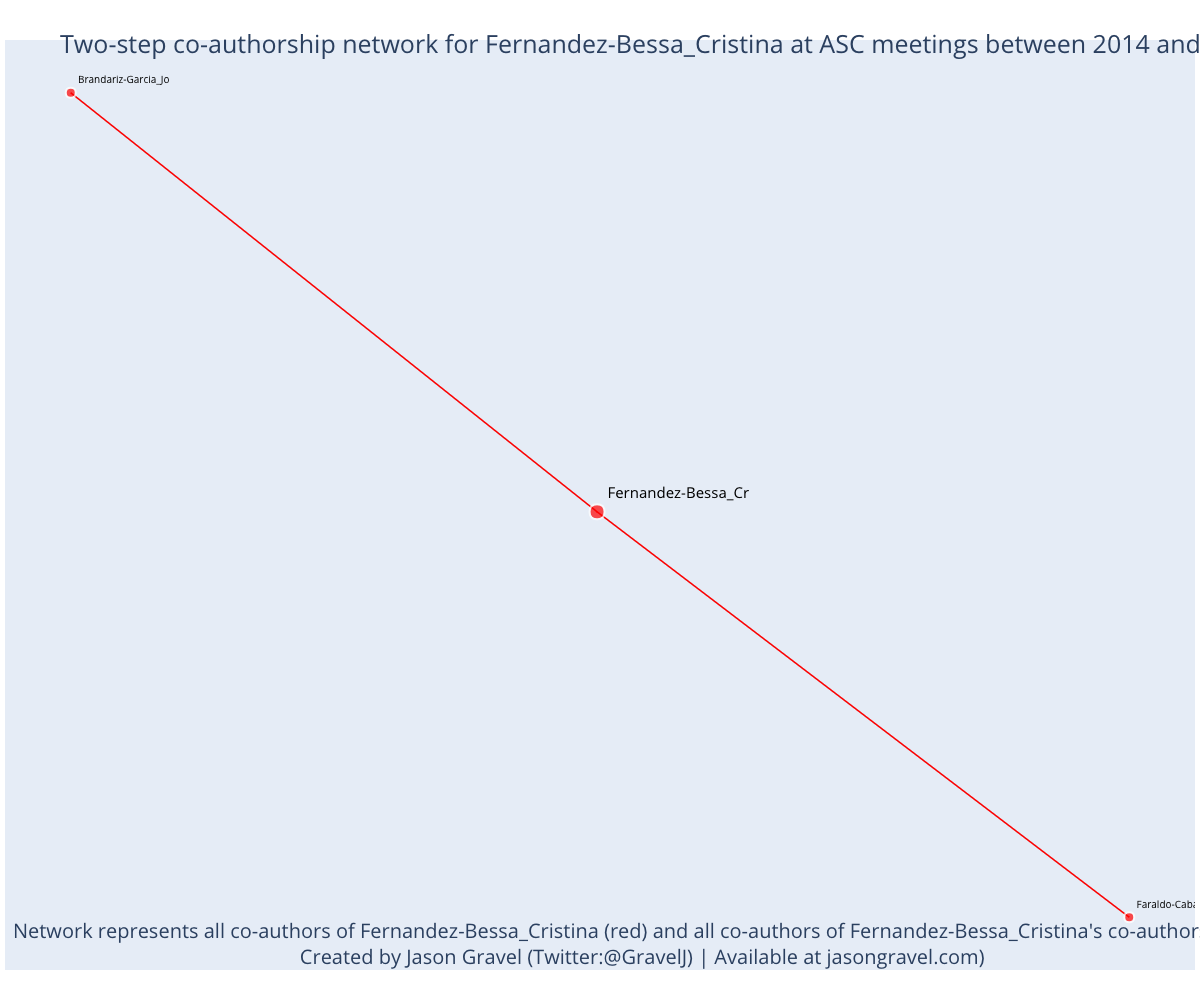 Two-step co-authorship network for Fernandez-Bessa_Cristina at ASC meetings between 2014 and
Brandariz-Garcia_Jo
Fernandez-Bessa_Cr
Faraldo-Caba
Network represents all co-authors of Fernandez-Bessa_Cristina (red) and all co-authors of Fernandez-Bessa_Cristina's co-author
Created by Jason Gravel (Twitter:@GravelJ) | Available at jasongravel.com)